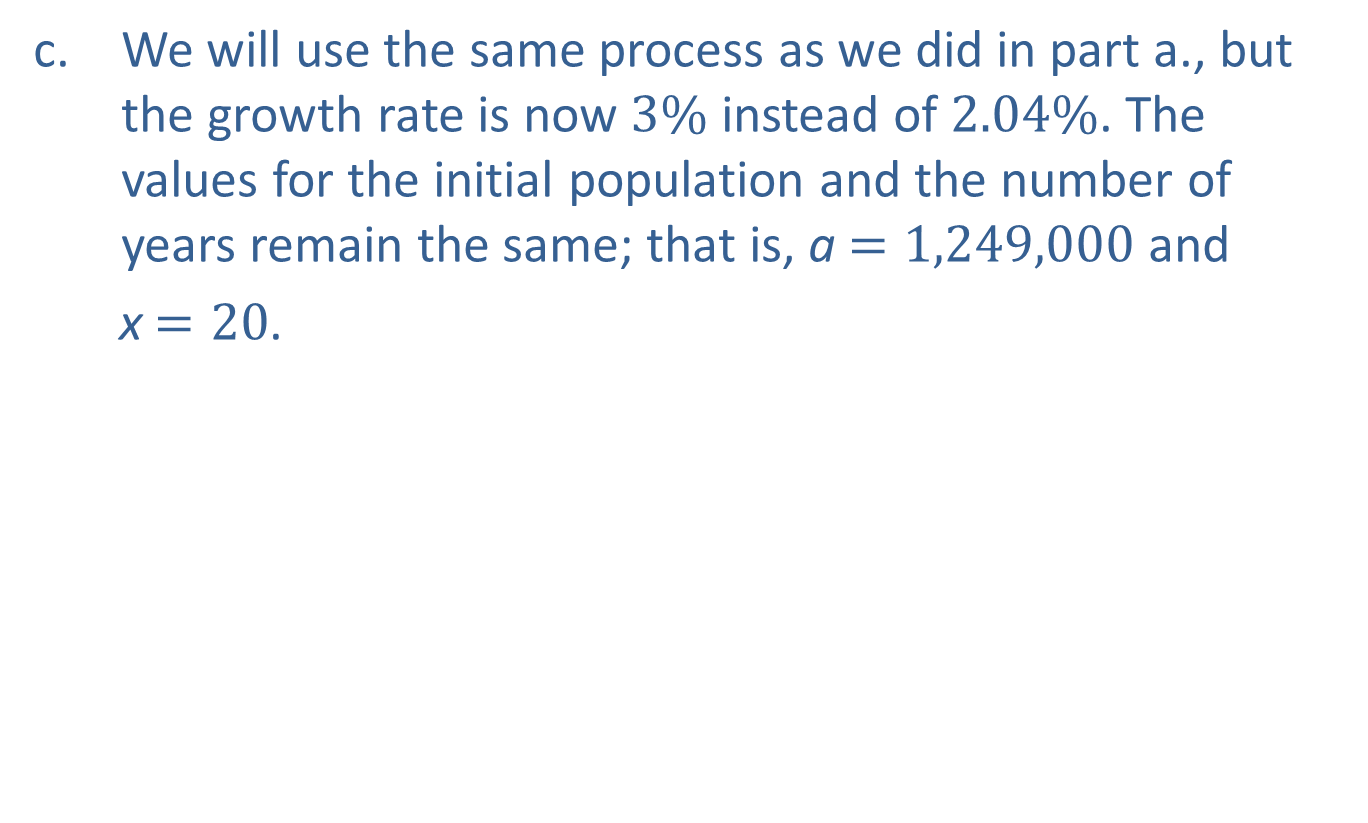 c. We will use the same process as we did in part a., but
the growth rate is now 3% instead of 2.04%. The
values for the initial population and the number of
years remain the same; that is, a = 1,249,000 and
x = 20.